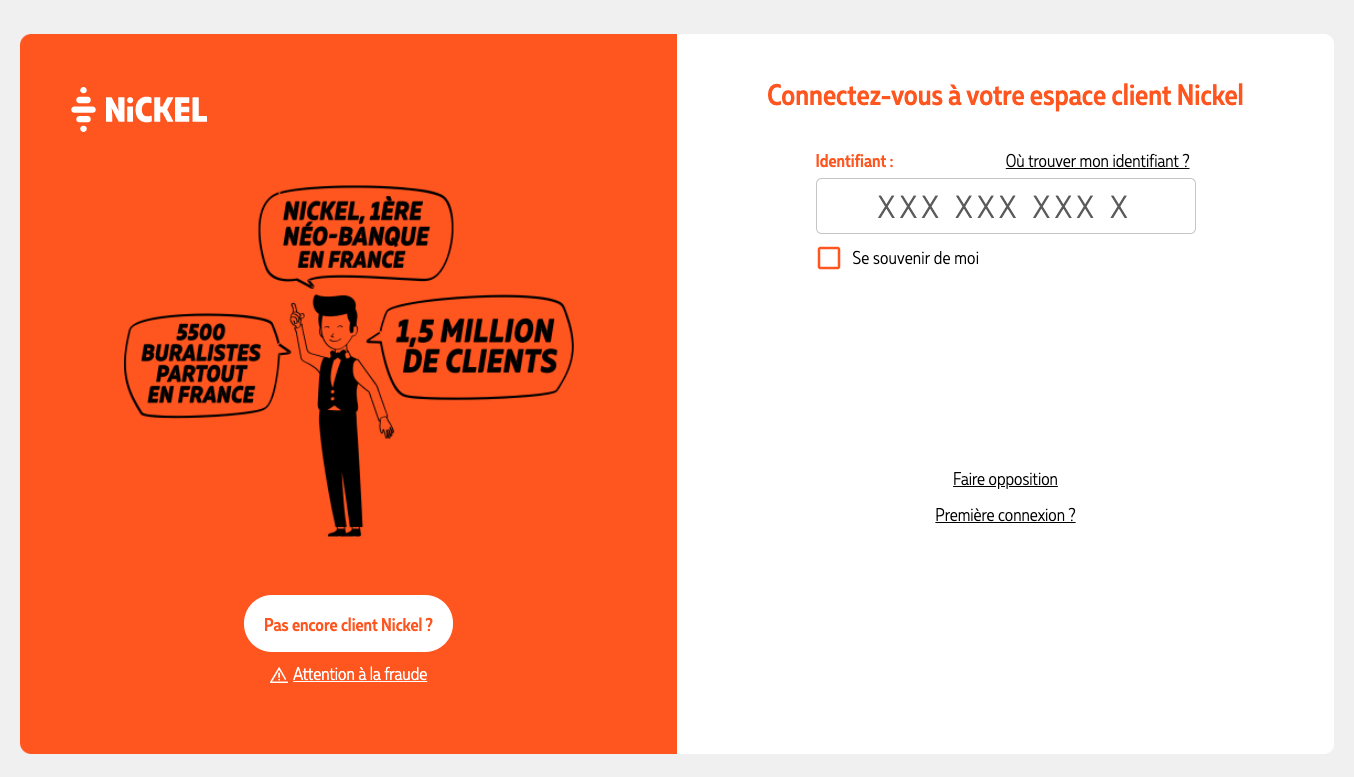 NiCKEL
NICKEL, 1ÈRE
NÉO-BANQUE
EN FRANCE
5500
BURALISTES
PARTOUT
EN FRANCE
1,5 MILLION
DE CLIENTS
Pas encore client Nickel ?
Attention à la fraude
Connectez-vous à votre espace client Nickel
Identifiant :
Où trouver mon identifiant ?
XXX XXX XXX X
Se souvenir de moi
Faire opposition
Première connexion ?